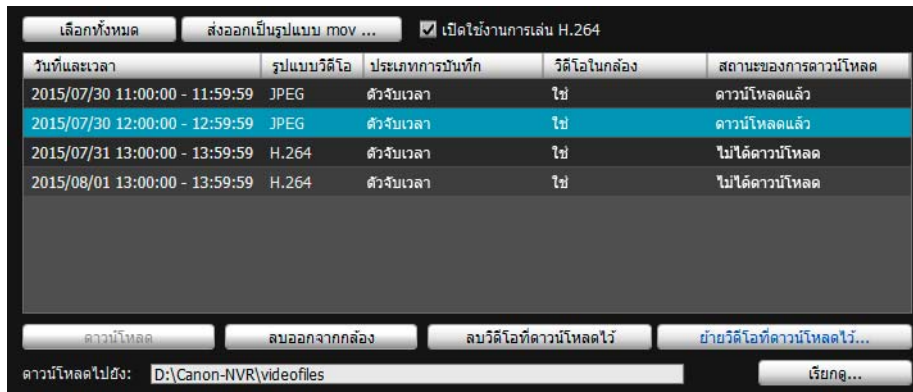 เลือกทั้งหมด ส่งออกเป็นรูปแบบ mov ... เปิดใช้งานการเล่น H.264
วันที่และเวลา รูปแบบวิดีโอ ประเภทการบันทึก วิดีโอในกล้อง สถานะของการดาวน์โหลด
2015/07/30 11:00:00 - 11:59:59 JPEG ตัวจับเวลา ใช่ ดาวน์โหลดแล้ว
2015/07/30 12:00:00 - 12:59:59 JPEG ตัวจับเวลา ใช่ ดาวน์โหลดแล้ว
2015/07/31 13:00:00 - 13:59:59 H.264 ตัวจับเวลา ใช่ ไม่ได้ดาวน์โหลด
2015/08/01 13:00:00 - 13:59:59 H.264 ตัวจับเวลา ใช่ ไม่ได้ดาวน์โหลด
ดาวน์โหลด ลบออกจากกล้อง ลบวิดีโอที่ดาวน์โหลดไว้ ย้ายวิดีโอที่ดาวน์โหลดไว้...
ดาวน์โหลดไปยัง: D:\Canon-NVR\videofiles เรียกดู...